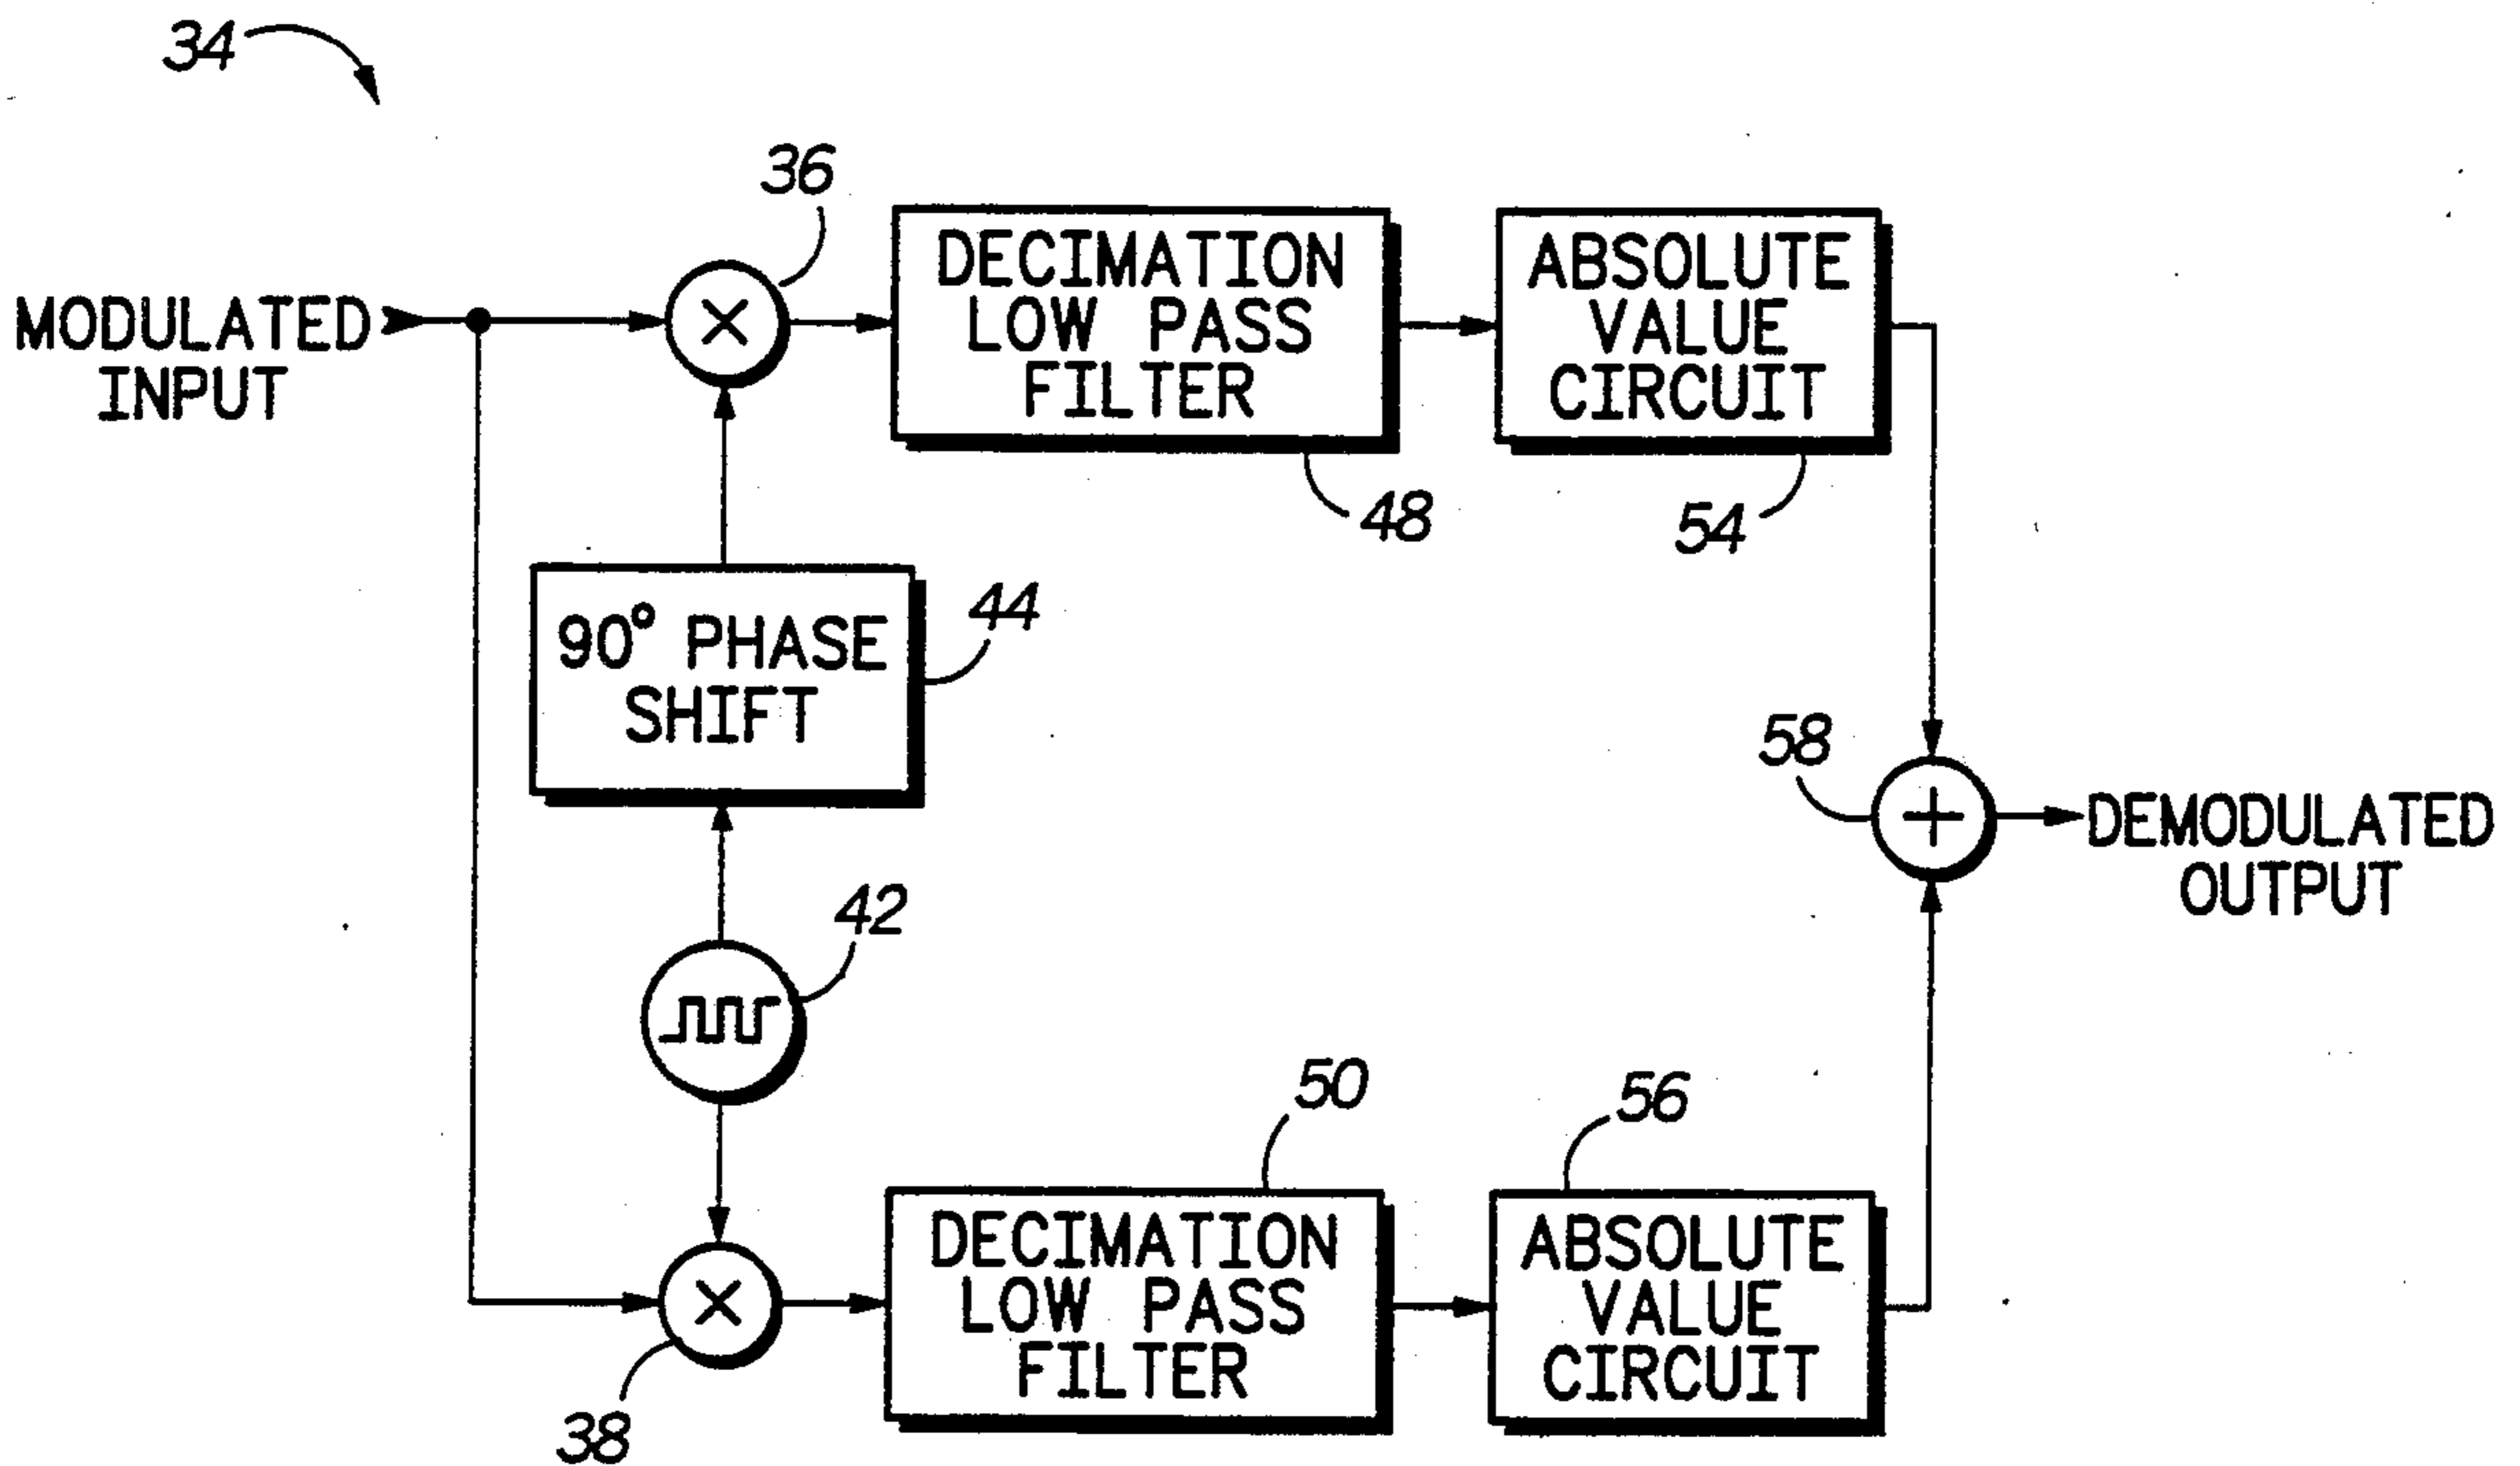 34
36
MODULATED
INPUT
DECIMATION
LOW PASS
FILTER
ABSOLUTE
VALUE
CIRCUIT
48
54
90° PHASE
SHIFT
44
42
58
DEMODULATED
OUTPUT
50
56
DECIMATION
LOW PASS
FILTER
ABSOLUTE
VALUE
CIRCUIT
38